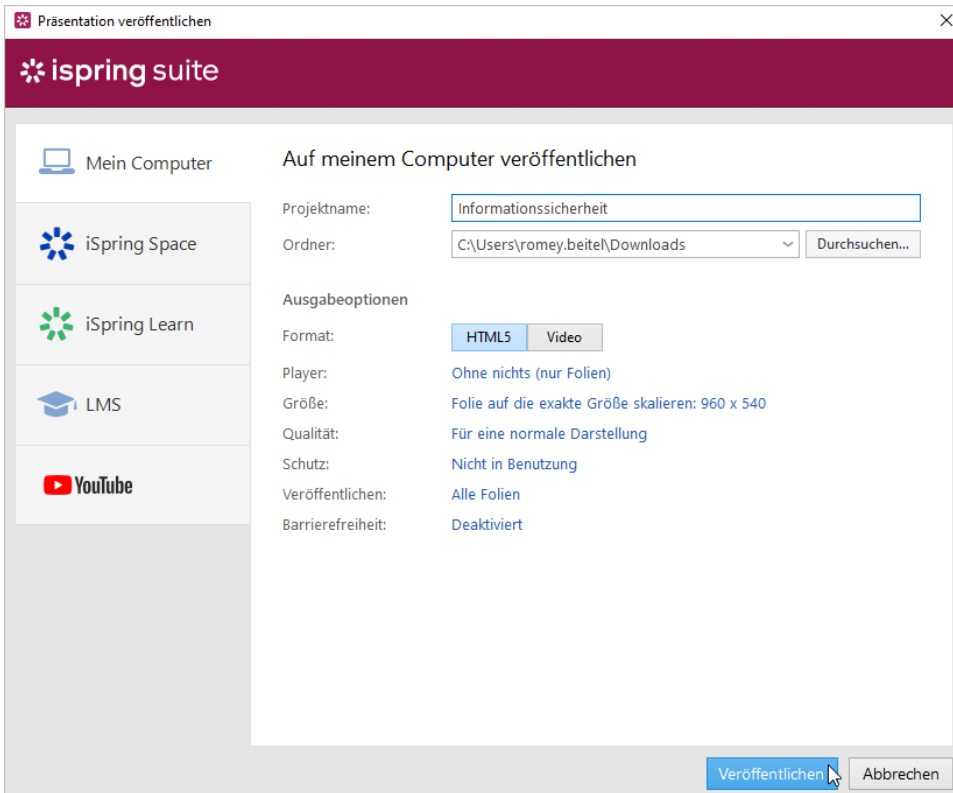 Präsentation veröffentlichen
ispring suite
Mein Computer
iSpring Space
iSpring Learn
LMS
YouTube
Auf meinem Computer veröffentlichen
Projektname: Informationssicherheit
Ordner: C:\Users\romey.beitel\Downloads Durchsuchen...
Ausgabeoptionen
Format: HTML5 Video
Player: Ohne nichts (nur Folien)
Größe: Folie auf die exakte Größe skalieren: 960 x 540
Qualität: Für eine normale Darstellung
Schutz: Nicht in Benutzung
Veröffentlichen: Alle Folien
Barrierefreiheit: Deaktiviert
Veröffentlichen Abbrechen